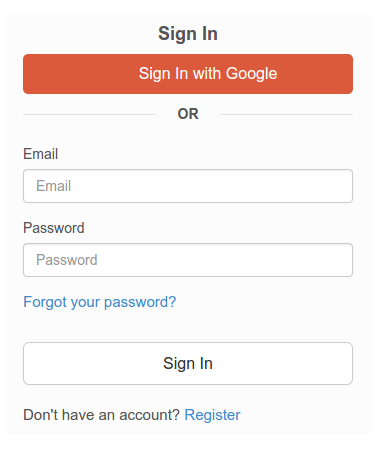 Sign In
Sign In with Google
OR
Email
Email
Password
Password
Forgot your password?
Sign In
Don't have an account? Register